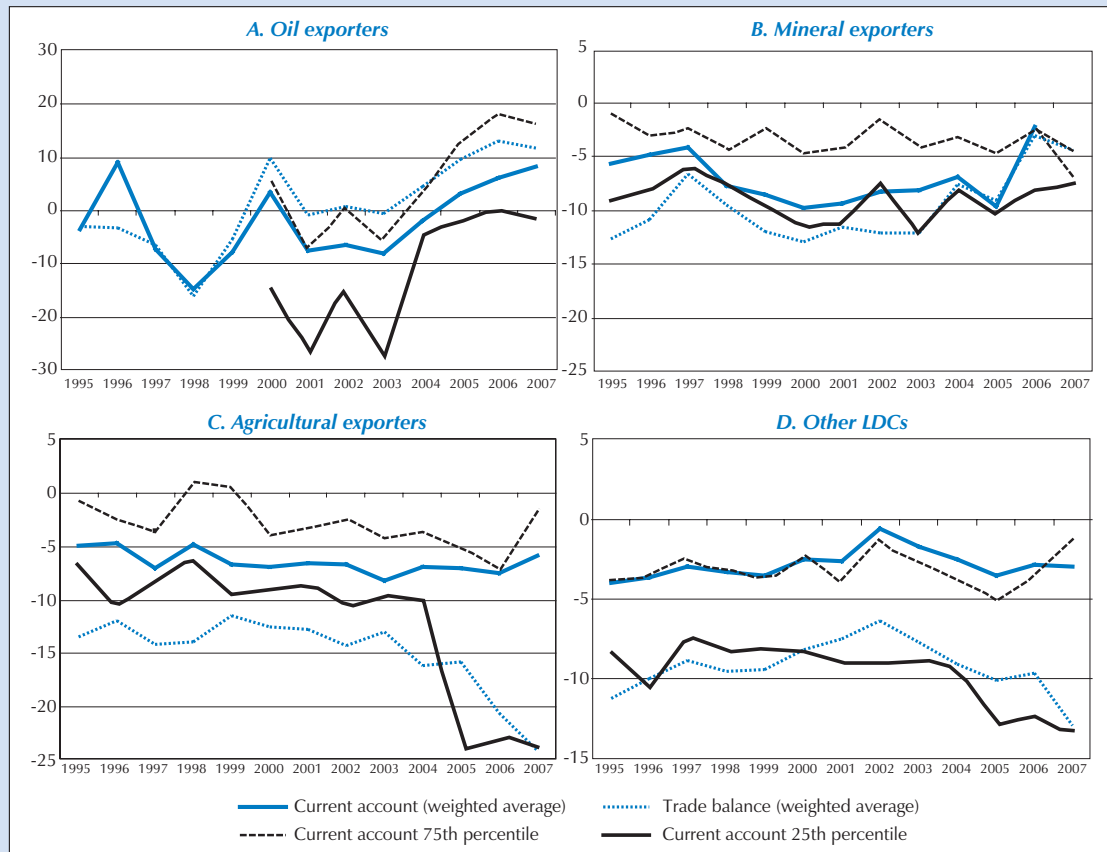 A. Oil exporters
30
20
10
0
-10
-20
-30
1995 1996 1997 1998 1999 2000 2001 2002 2003 2004 2005 2006 2007
B. Mineral exporters
5
0
-5
-10
-15
-20
-25
1995 1996 1997 1998 1999 2000 2001 2002 2003 2004 2005 2006 2007
C. Agricultural exporters
5
0
-5
-10
-15
-20
-25
1995 1996 1997 1998 1999 2000 2001 2002 2003 2004 2005 2006 2007
D. Other LDCs
5
0
-5
-10
-15
1995 1996 1997 1998 1999 2000 2001 2002 2003 2004 2005 2006 2007
Current account (weighted average)
Trade balance (weighted average)
Current account 75th percentile
Current account 25th percentile